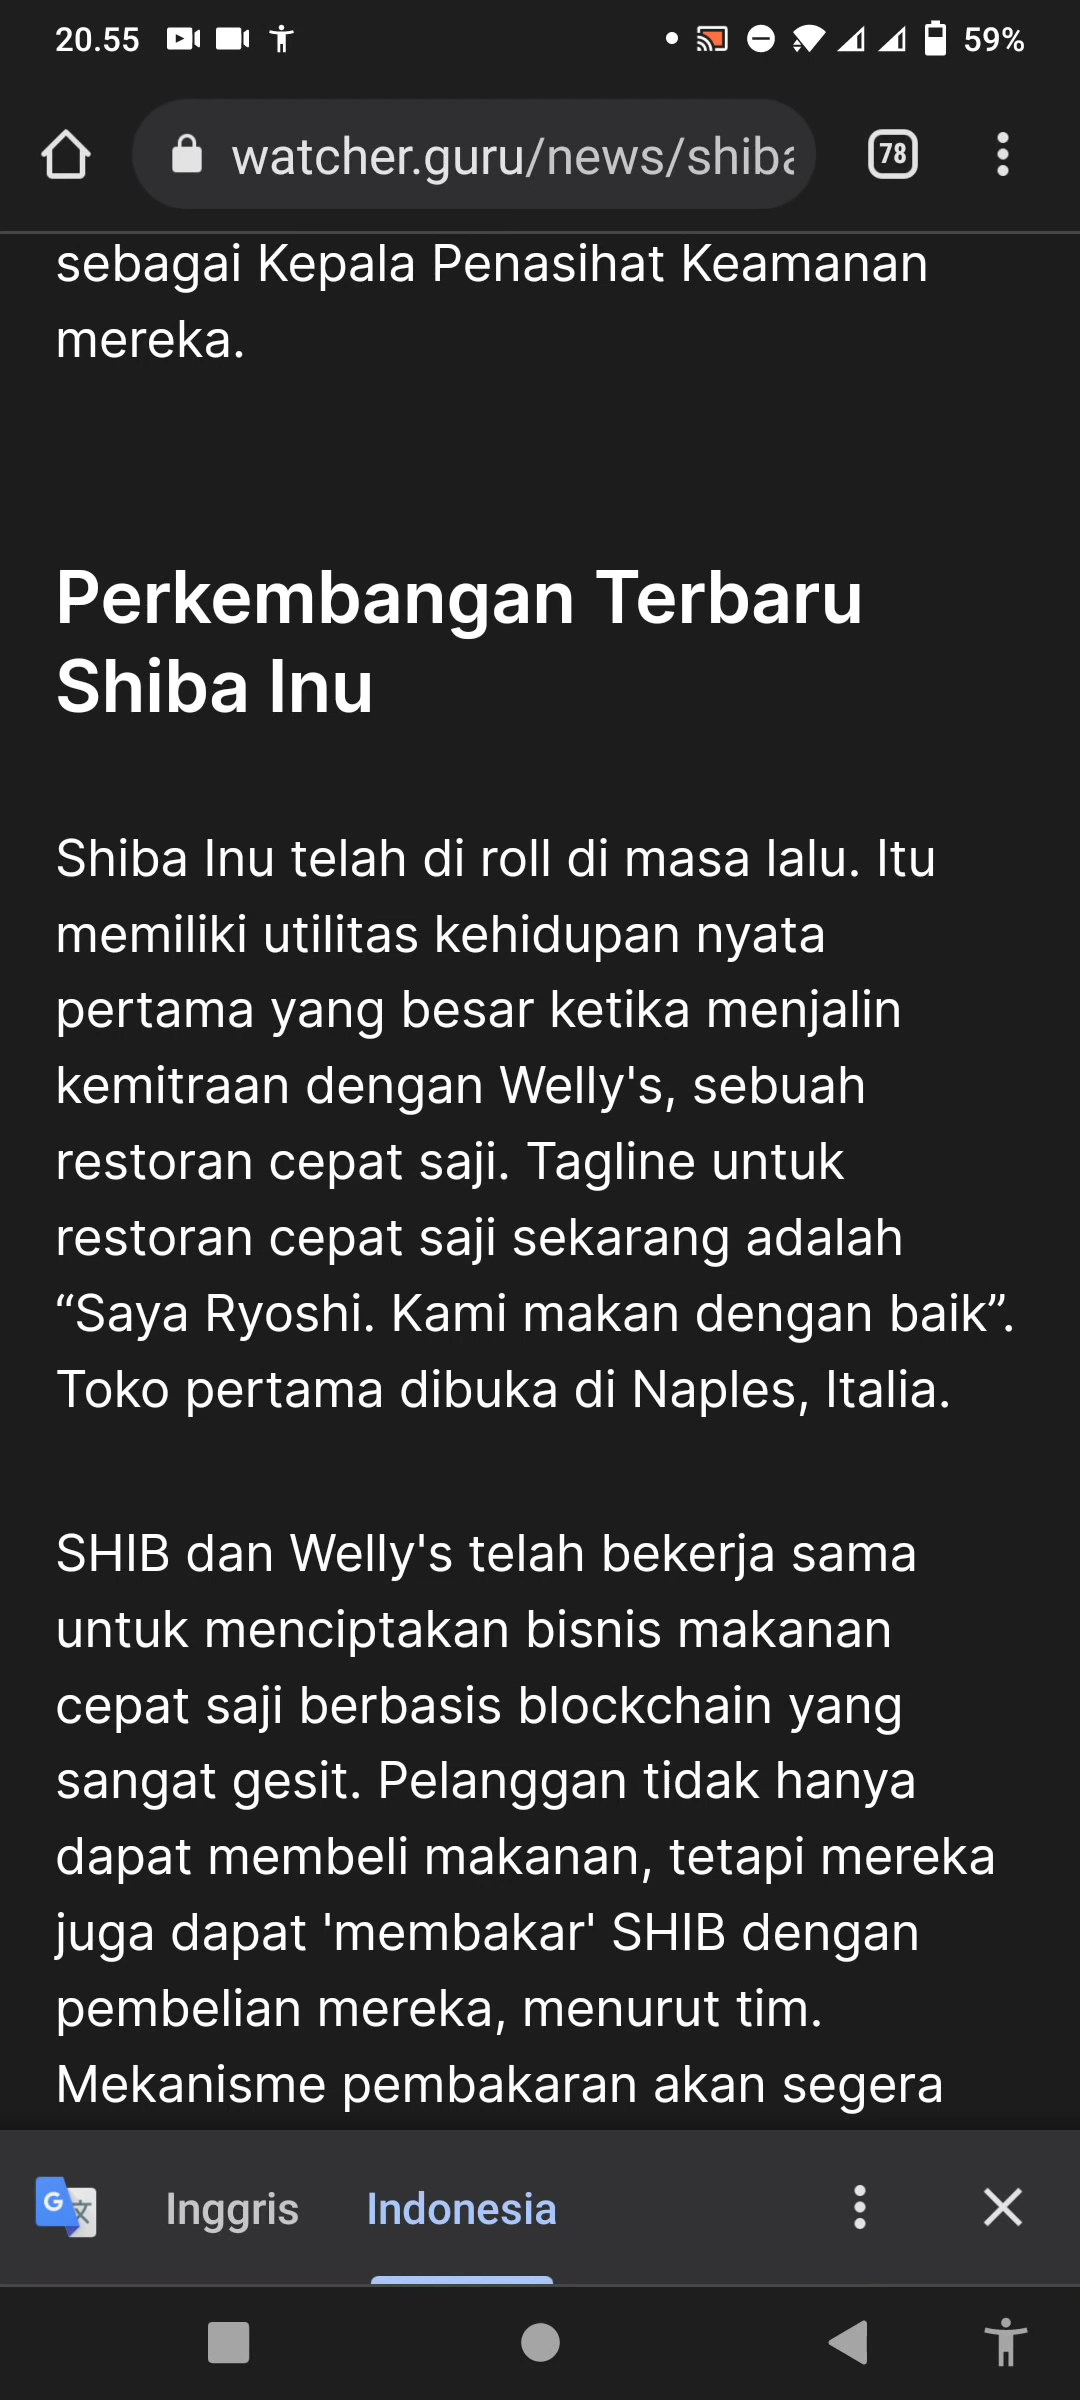 20.55
59%
watcher.guru/news/shiba
78
sebagai Kepala Penasihat Keamanan
mereka.
Perkembangan Terbaru
Shiba Inu
Shiba Inu telah di roll di masa lalu. Itu
memiliki utilitas kehidupan nyata
pertama yang besar ketika menjalin
kemitraan dengan Welly's, sebuah
restoran cepat saji. Tagline untuk
restoran cepat saji sekarang adalah
“Saya Ryoshi. Kami makan dengan baik”.
Toko pertama dibuka di Naples, Italia.
SHIB dan Welly's telah bekerja sama
untuk menciptakan bisnis makanan
cepat saji berbasis blockchain yang
sangat gesit. Pelanggan tidak hanya
dapat membeli makanan, tetapi mereka
juga dapat 'membakar' SHIB dengan
pembelian mereka, menurut tim.
Mekanisme pembakaran akan segera
G 文
Inggris
Indonesia